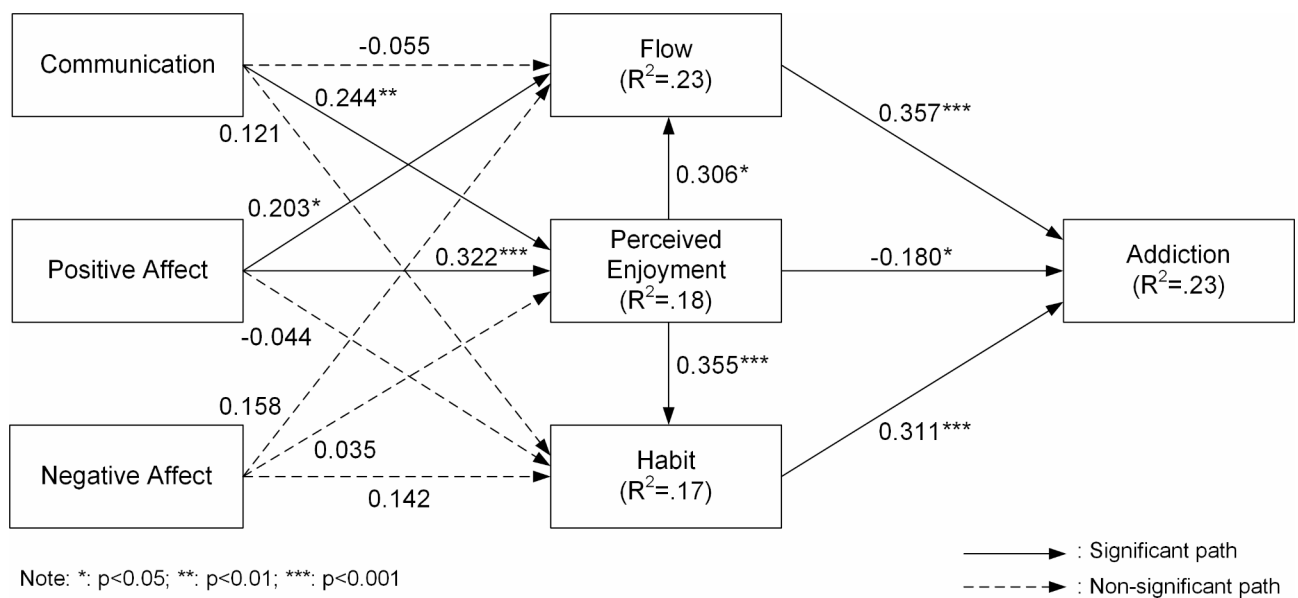 -0.055
Communication
Flow
(R²=.23)
0.244**
0.357***
0.121
0.306*
0.203*
Positive Affect
0.322***
Perceived
Enjoyment
(R²=.18)
-0.180*
Addiction
(R²=.23)
-0.044
0.355***
0.158
0.035
0.311***
Negative Affect
Habit
(R²=.17)
0.142
: Significant path
Note: *: p<0.05; **: p<0.01; ***: p<0.001
: Non-significant path